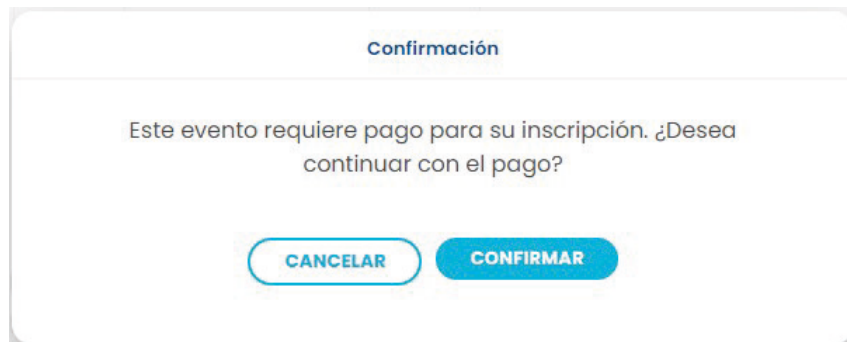 Confirmación
Este evento requiere pago para su inscripción. ¿Desea
continuar con el pago?
CANCELAR
CONFIRMAR